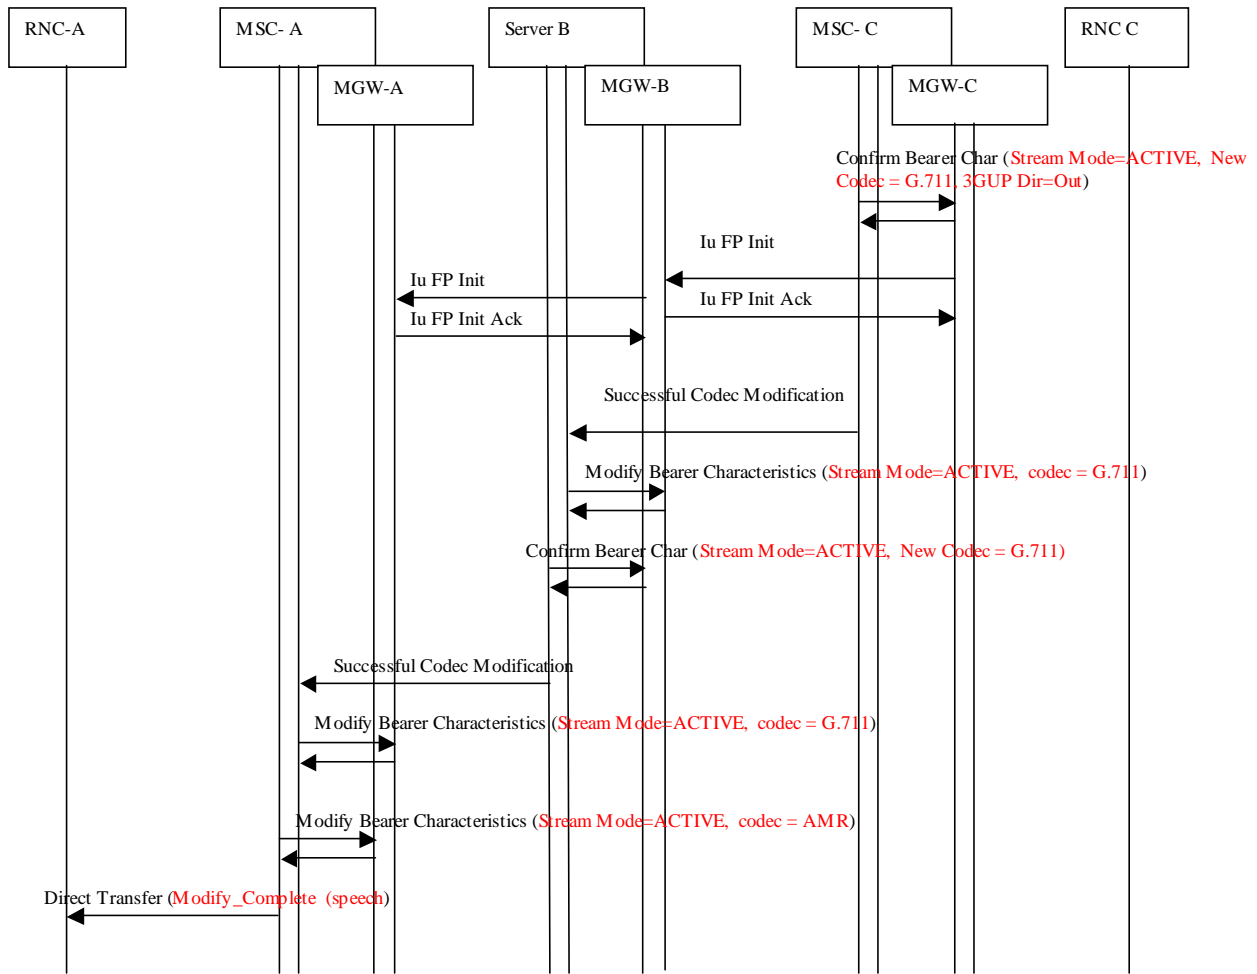 RNC-A
MSC- A
Server B
MSC- C
RNC C
MGW-A
MGW-B
MGW-C
Confirm Bearer Char (Stream Mode=ACTIVE, New
Codec = G.711, 3GUP Dir=Out)
Iu FP Init
Iu FP Init
Iu FP Init Ack
Iu FP Init Ack
Successful Codec Modification
Modify Bearer Characteristics (Stream Mode=ACTIVE, codec = G.711)
Confirm Bearer Char (Stream Mode=ACTIVE, New Codec = G.711)
Successful Codec Modification
Modify Bearer Characteristics (Stream Mode=ACTIVE, codec = G.711)
Modify Bearer Characteristics (Stream Mode=ACTIVE, codec = AMR)
Direct Transfer (Modify_Complete (speech)